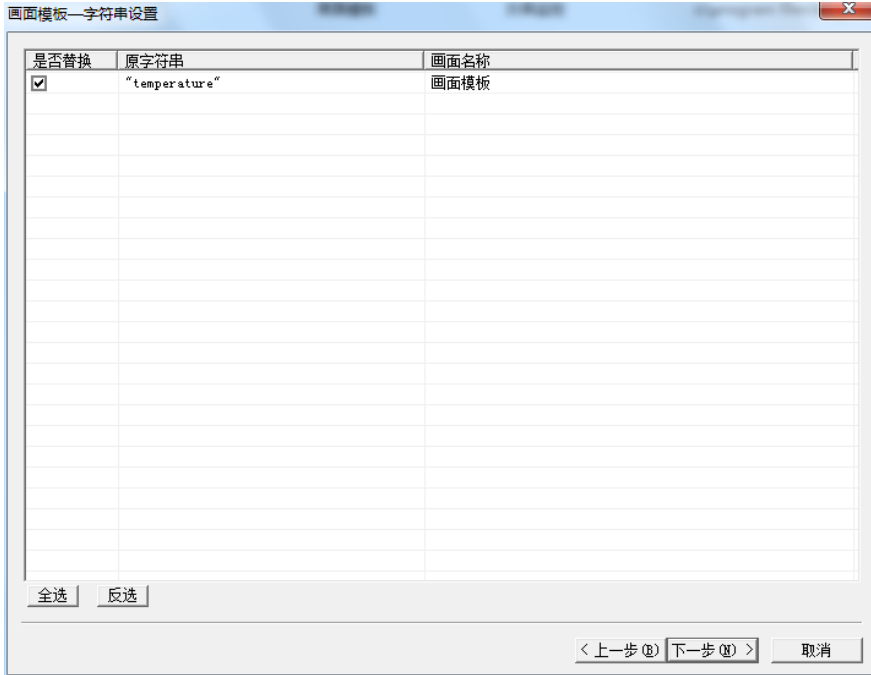 画面模板—字符串设置
是否替换 原字符串 画面名称
"temperature" 画面模板
全选 反选
< 上一步(B) 下一步(N) > 取消